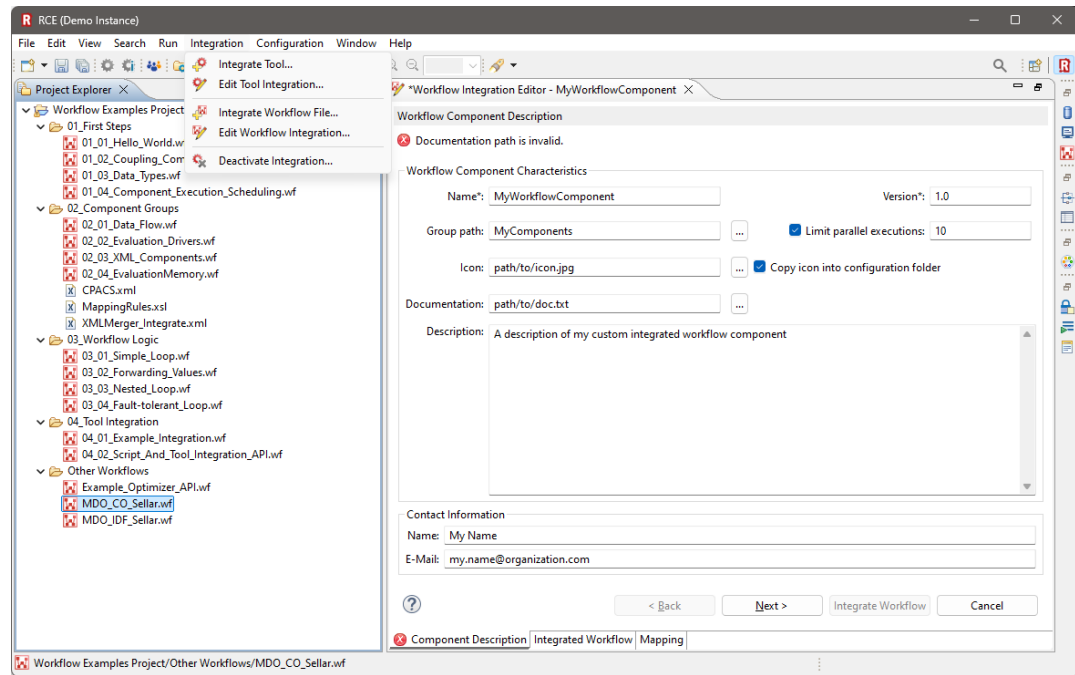 RCE (Demo Instance)
File Edit View Search Run Integration Configuration Window Help
Integrate Tool...
Edit Tool Integration...
Integrate Workflow File...
Edit Workflow Integration...
Deactivate Integration...
Project Explorer
Workflow Examples Project
01_First Steps
01_01_Hello_World.w
01_02_Coupling_Com
01_03_Data_Types.wf
01_04_Component_Execution_Scheduling.wf
02_Component Groups
02_01_Data_Flow.wf
02_02_Evaluation_Drivers.wf
02_03_XML_Components.wf
02_04_EvaluationMemory.wf
CPACS.xml
MappingRules.xsl
XMLMerger_Integrate.xml
03_Workflow Logic
03_01_Simple_Loop.wf
03_02_Forwarding_Values.wf
03_03_Nested_Loop.wf
03_04_Fault-tolerant_Loop.wf
04_Tool Integration
04_01_Example_Integration.wf
04_02_Script_And_Tool_Integration_API.wf
Other Workflows
Example_Optimizer_API.wf
MDO_CO_Sellar.wf
MDO_IDF_Sellar.wf
*Workflow Integration Editor - MyWorkflowComponent
Workflow Component Description
Documentation path is invalid.
Workflow Component Characteristics
Name*: MyWorkflowComponent Version*: 1.0
Group path: MyComponents ... Limit parallel executions: 10
Icon: path/to/icon.jpg ... Copy icon into configuration folder
Documentation: path/to/doc.txt ...
Description: A description of my custom integrated workflow component
Contact Information
Name: My Name
E-Mail: my.name@organization.com
? < Back Next > Integrate Workflow Cancel
Component Description Integrated Workflow Mapping
Workflow Examples Project/Other Workflows/MDO_CO_Sellar.wf